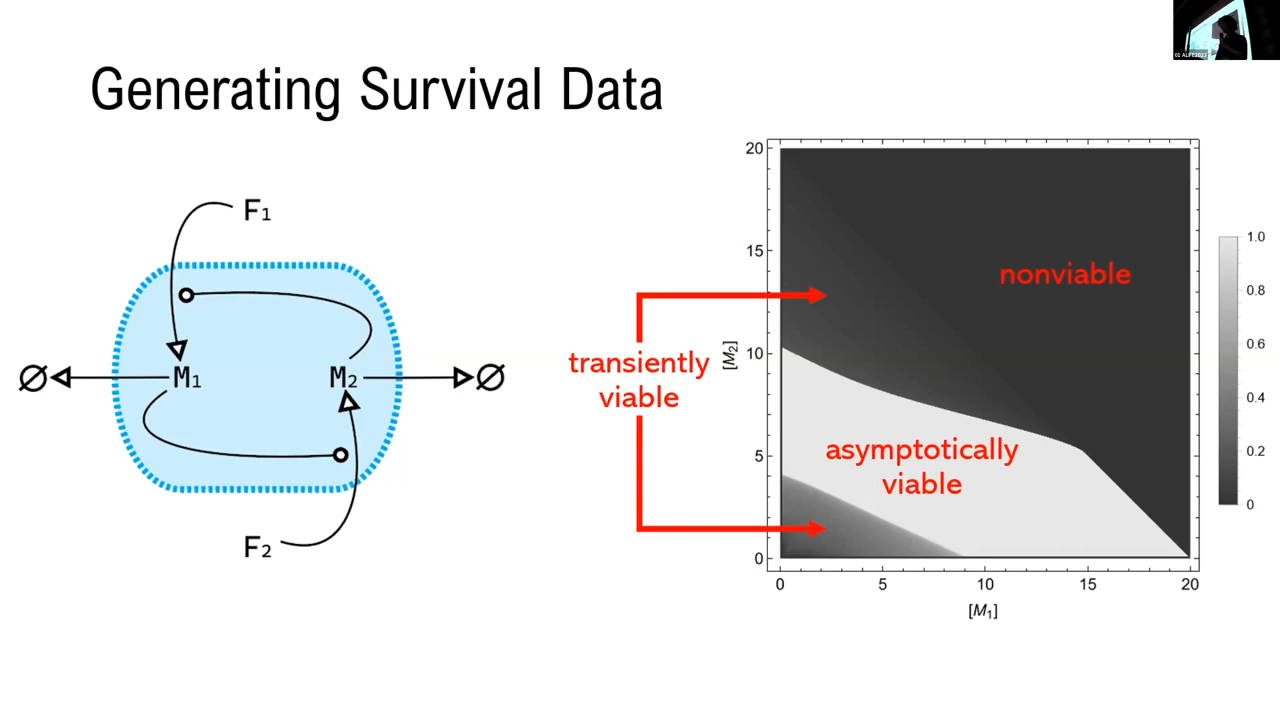 Generating Survival Data
F₁
∅
M₁
M₂
∅
F₂
transiently
viable
nonviable
asymptotically
viable
[M₂]
20
15
10
5
0
0
5
10
15
20
[M₁]
1.0
0.8
0.6
0.4
0.2
0